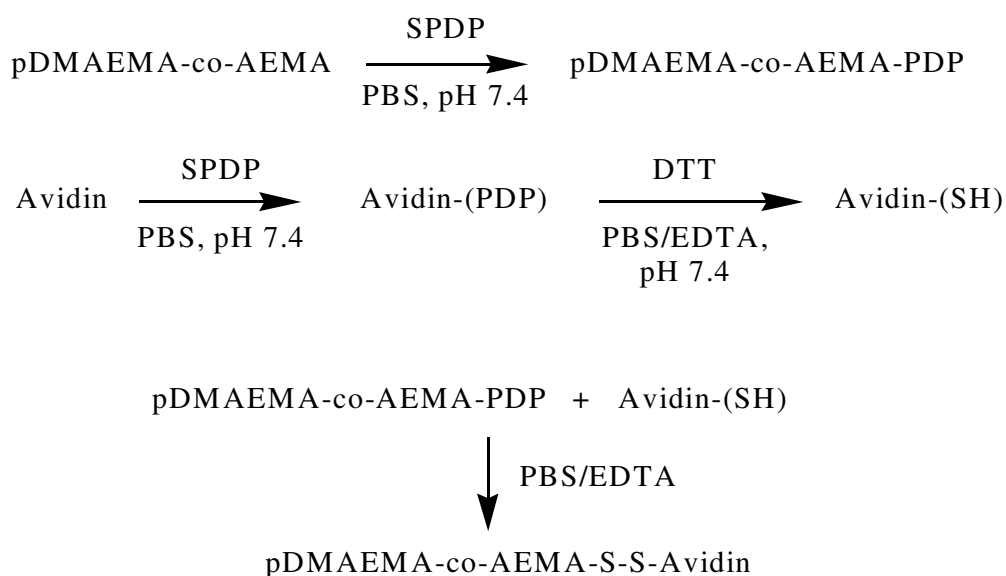 SPDP
pDMAEMA-co-AEMA pDMAEMA-co-AEMA-PDP
PBS, pH 7.4
SPDP DTT
Avidin Avidin-(PDP) Avidin-(SH)
PBS, pH 7.4 PBS/EDTA,
pH 7.4
pDMAEMA-co-AEMA-PDP + Avidin-(SH)
PBS/EDTA
pDMAEMA-co-AEMA-S-S-Avidin